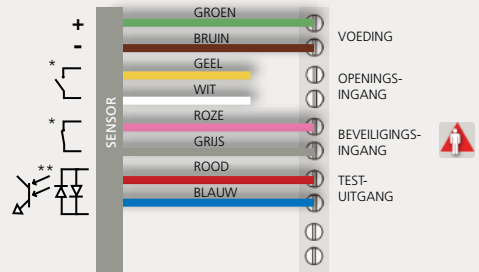 +
GROEN
VOEDING
-
BRUIN
*
GEEL
OPENINGS-
INGANG
WIT
*
ROZE
BEVEILIGINGS-
INGANG
GRIJS
**
ROOD
TEST-
UITGANG
BLAUW
SENSOR